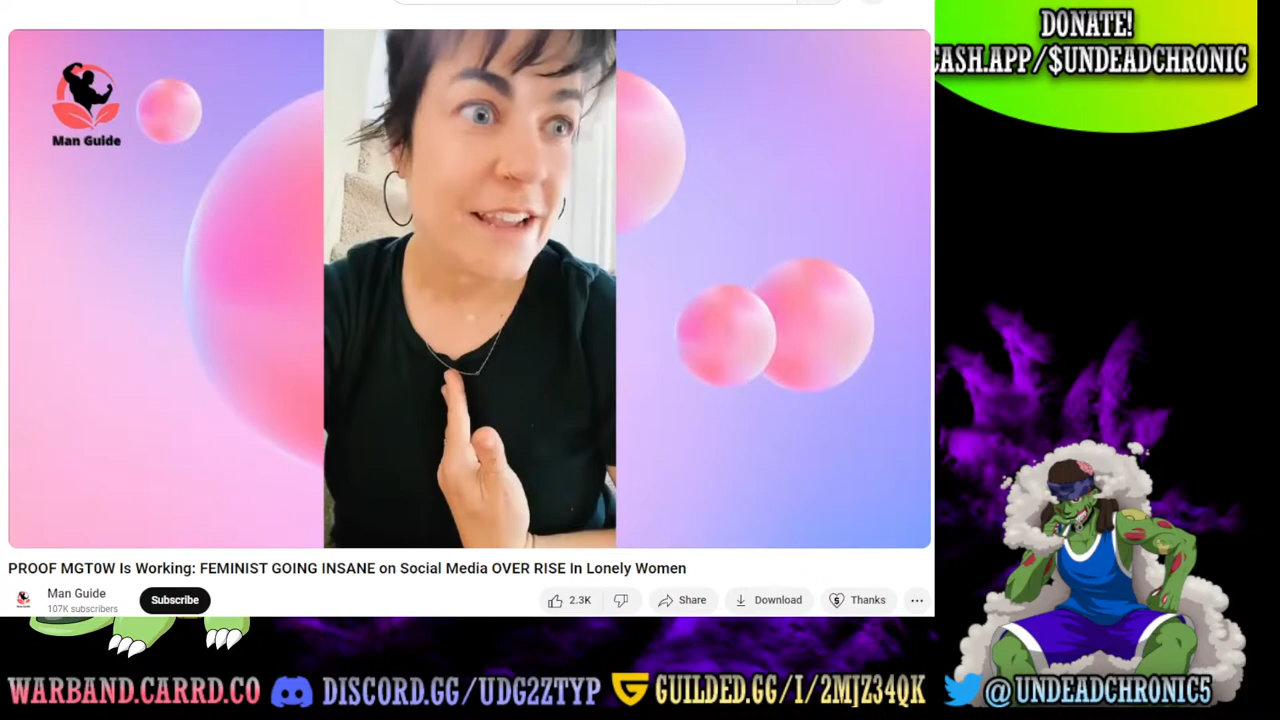 DONATE!
CASH.APP/$UNDEADCHRONIC
Man Guide
PROOF MGT0W Is Working: FEMINIST GOING INSANE on Social Media OVER RISE In Lonely Women
Man Guide
107K subscribers
Subscribe
2.3K
Share
Download
Thanks
WARBAND.CARRD.CO
DISCORD.GG/UDG2ZTYP
GUILDED.GG/I/2MJZ34QK
@UNDEADCHRONIC5